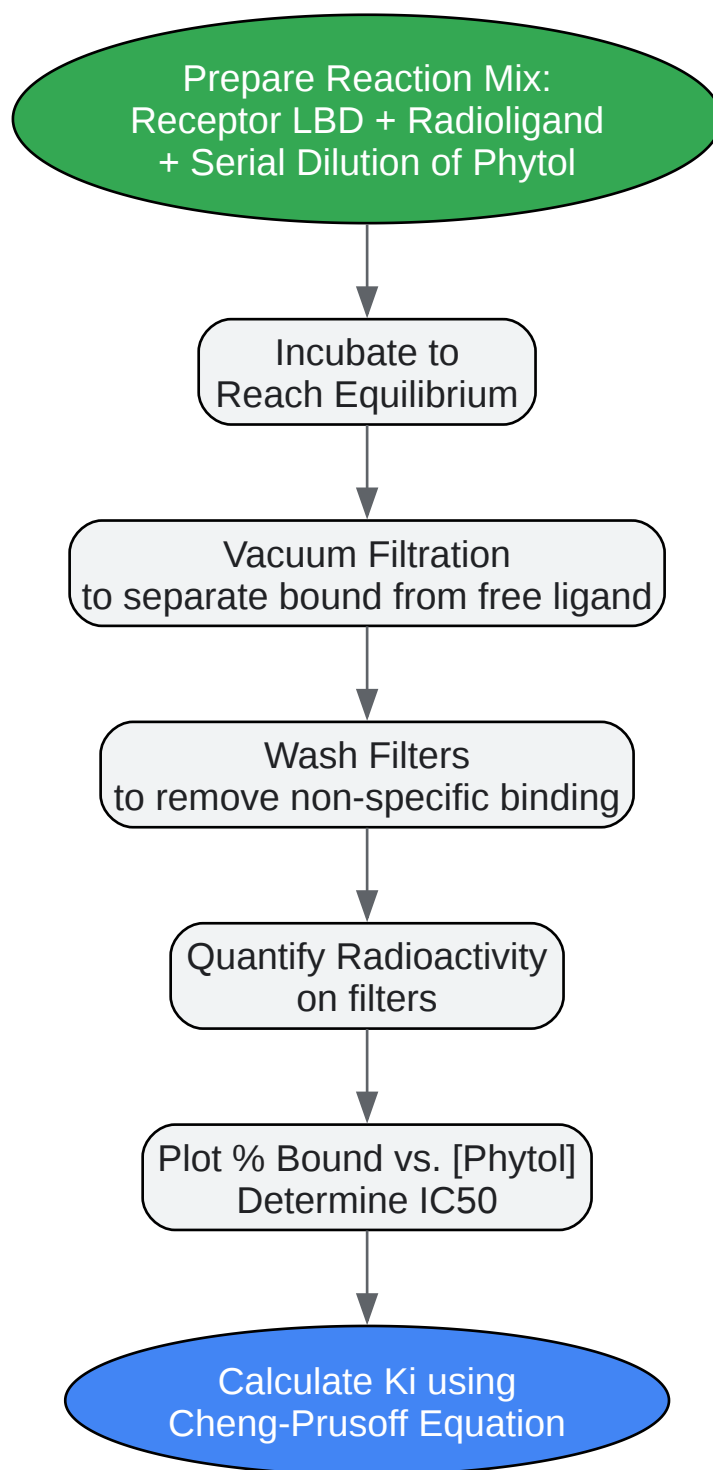 Prepare Reaction Mix:
Receptor LBD + Radioligand
+ Serial Dilution of Phytol
Incubate to
Reach Equilibrium
Vacuum Filtration
to separate bound from free ligand
Wash Filters
to remove non-specific binding
Quantify Radioactivity
on filters
Plot % Bound vs. [Phytol]
Determine IC50
Calculate Ki using
Cheng-Prusoff Equation